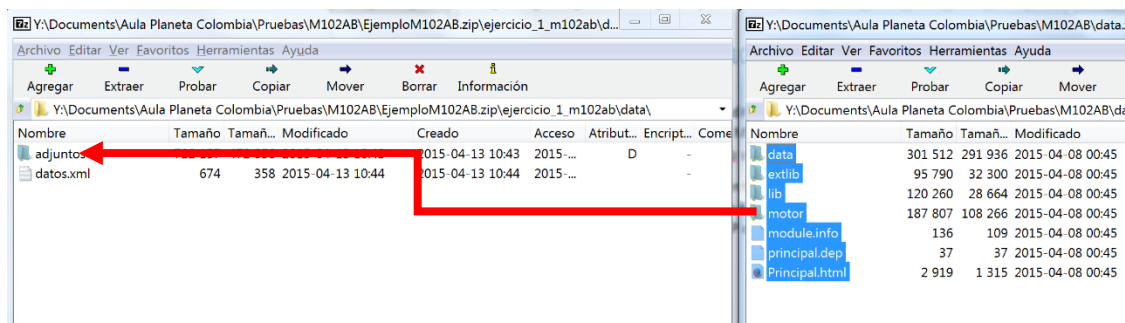 Y:\Documents\Aula Planeta Colombia\Pruebas\M102AB\EjemploM102AB.zip\ejercicio_1_m102ab\d...
Archivo Editar Ver Favoritos Herramientas Ayuda
Agregar Extraer Probar Copiar Mover Borrar Información
Y:\Documents\Aula Planeta Colombia\Pruebas\M102AB\EjemploM102AB.zip\ejercicio_1_m102ab\data\
Nombre Tamaño Tamañ... Modificado Creado Acceso Atribut... Encript... Come
adjuntos 2015-04-13 10:43 2015-... D -
datos.xml 674 358 2015-04-13 10:44 2015-04-13 10:44 2015-... -
Y:\Documents\Aula Planeta Colombia\Pruebas\M102AB\data.
Archivo Editar Ver Favoritos Herramientas Ayuda
Agregar Extraer Probar Copiar Mover
Y:\Documents\Aula Planeta Colombia\Pruebas\M102AB\da
Nombre Tamaño Tamañ... Modificado
data 301 512 291 936 2015-04-08 00:45
extlib 95 790 32 300 2015-04-08 00:45
lib 120 260 28 664 2015-04-08 00:45
motor 187 807 108 266 2015-04-08 00:45
module.info 136 109 2015-04-08 00:45
principal.dep 37 37 2015-04-08 00:45
Principal.html 2 919 1 315 2015-04-08 00:45